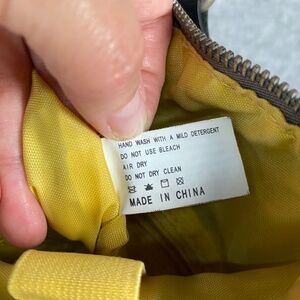 HAND WASH WITH A MILD DETERGENT
DO NOT USE BLEACH
AIR DRY
DO NOT DRY CLEAN
MADE IN CHINA